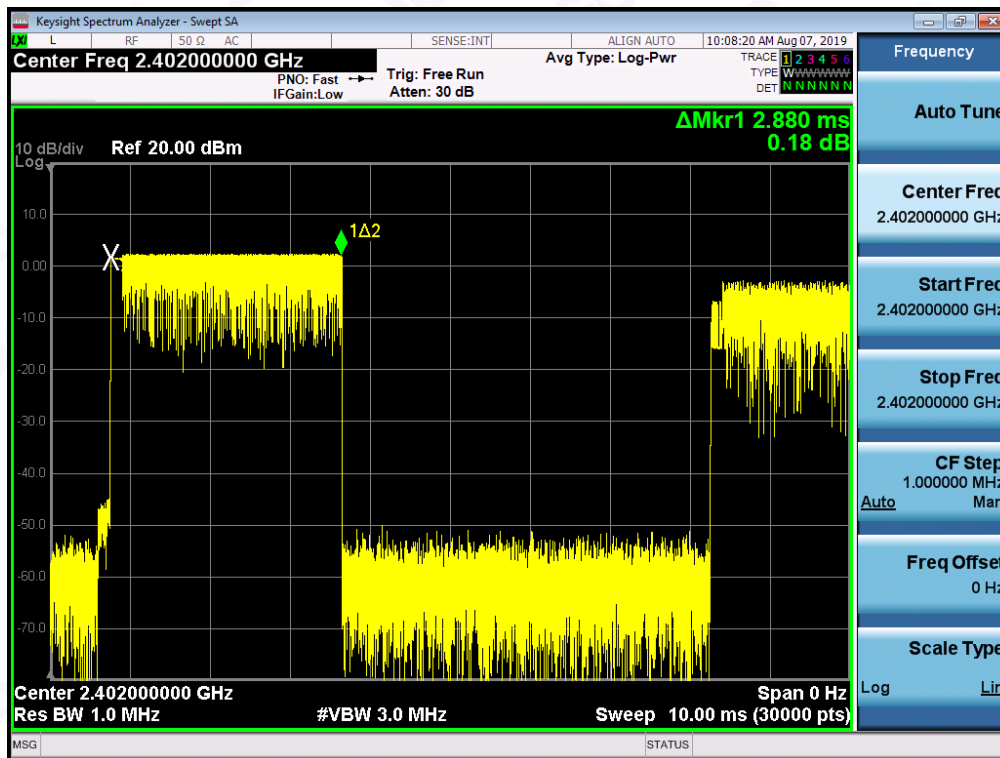 Keysight Spectrum Analyzer - Swept SA
LXI L RF 50 Ω AC SENSE:INT ALIGN AUTO 10:08:20 AM Aug 07, 2019
Center Freq 2.402000000 GHz
PNO: Fast
IFGain:Low
Trig: Free Run
Atten: 30 dB
Avg Type: Log-Pwr
TRACE 1 2 3 4 5 6
TYPE WWWWWW
DET N N N N N N
ΔMkr1 2.880 ms
0.18 dB
10 dB/div Ref 20.00 dBm
Log
10.0
1Δ2
0.00
X
-10.0
-20.0
-30.0
-40.0
-50.0
-60.0
-70.0
Center 2.402000000 GHz Span 0 Hz
Res BW 1.0 MHz #VBW 3.0 MHz Sweep 10.00 ms (30000 pts)
MSG STATUS
Frequency
Auto Tune
Center Freq
2.402000000 GHz
Start Freq
2.402000000 GHz
Stop Freq
2.402000000 GHz
CF Step
1.000000 MHz
Auto Man
Freq Offset
0 Hz
Scale Type
Log Lin